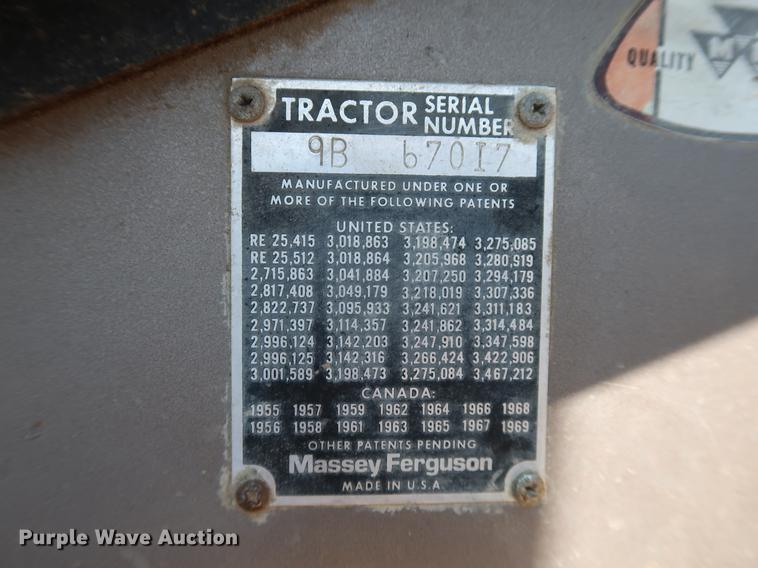 QUALITY
TRACTOR SERIAL NUMBER
9B 67017
MANUFACTURED UNDER ONE OR
MORE OF THE FOLLOWING PATENTS
UNITED STATES:
RE 25,415 3,018,863 3,198,474 3,275,085
RE 25,512 3,018,864 3,205,968 3,280,919
2,715,863 3,041,884 3,207,250 3,294,179
2,817,408 3,049,179 3,218,019 3,307,336
2,822,737 3,095,933 3,241,621 3,311,183
2,971,397 3,114,357 3,241,862 3,314,484
2,996,124 3,142,203 3,247,910 3,347,598
2,996,125 3,142,316 3,266,424 3,422,906
3,001,589 3,198,473 3,275,084 3,467,212
CANADA:
1955 1957 1959 1962 1964 1966 1968
1956 1958 1961 1963 1965 1967 1969
OTHER PATENTS PENDING
Massey Ferguson
MADE IN U.S.A.
Purple Wave Auction